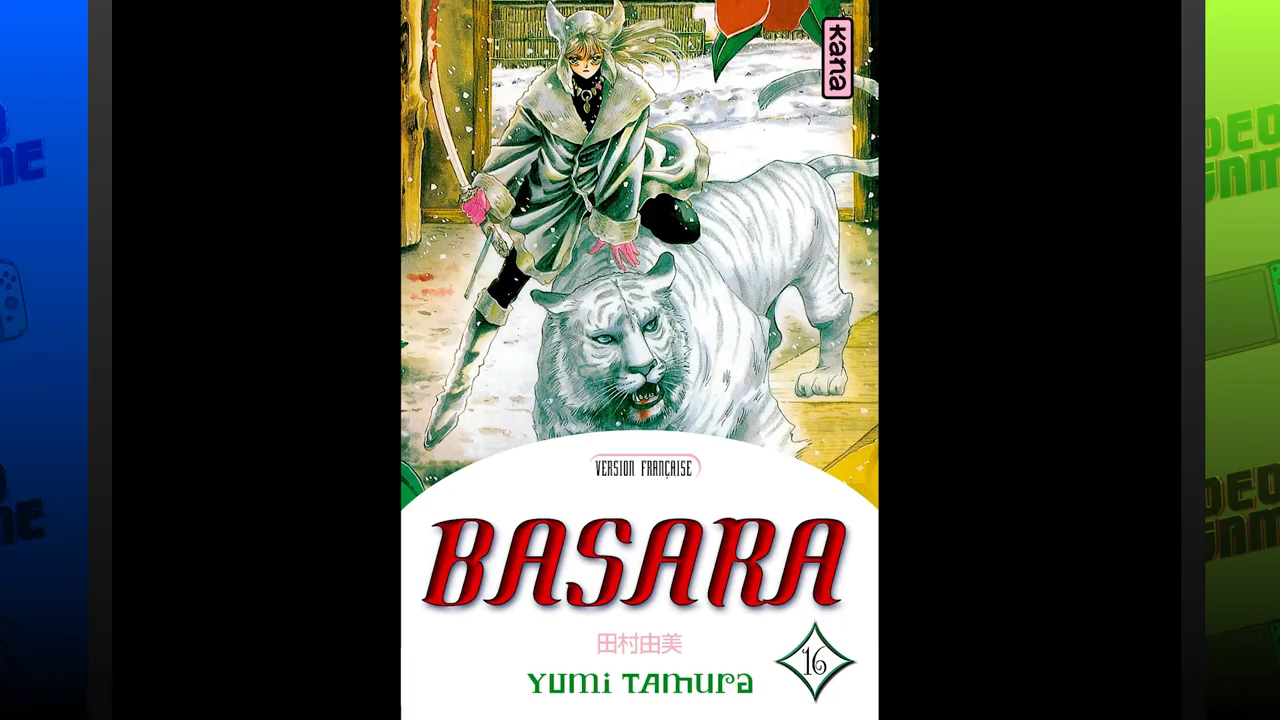 kana
VERSION FRANÇAISE
BASARA
田村由美
YUMI TAMURA
16